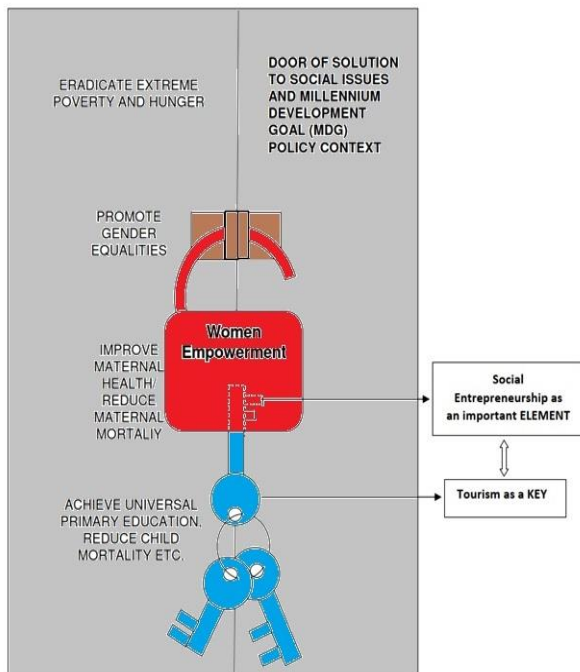 ERADICATE EXTREME
POVERTY AND HUNGER
DOOR OF SOLUTION
TO SOCIAL ISSUES
AND MILLENNIUM
DEVELOPMENT
GOAL (MDG)
POLICY CONTEXT
PROMOTE
GENDER
EQUALITIES
Women
Empowerment
IMPROVE
MATERNAL
HEALTH/
REDUCE
MATERNAL
MORTALIY
Social
Entrepreneurship as
an important ELEMENT
Tourism as a KEY
ACHIEVE UNIVERSAL
PRIMARY EDUCATION,
REDUCE CHILD
MORTALITY ETC.